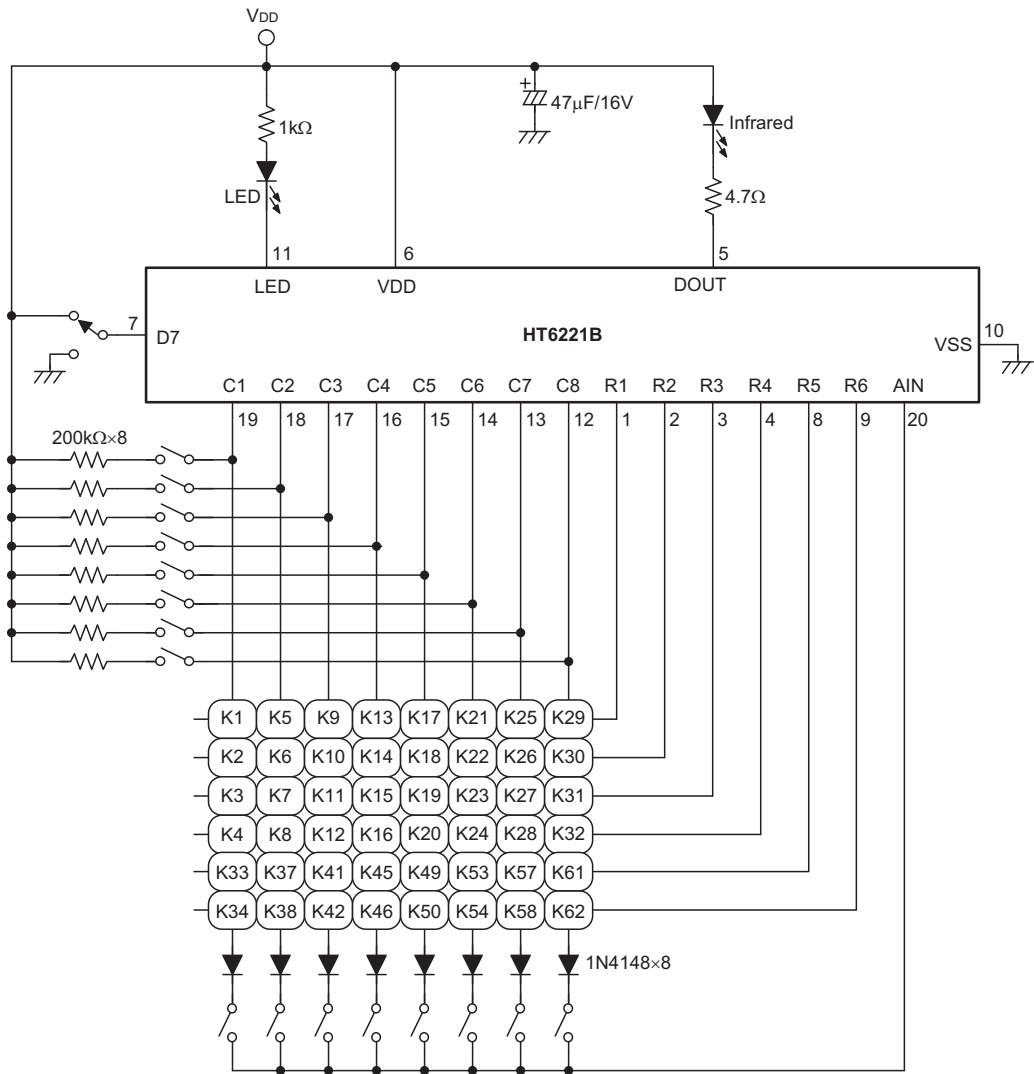 VDD
47μF/16V
1kΩ
Infrared
LED
4.7Ω
11 6 5
LED VDD DOUT
7 D7 HT6221B VSS 10
C1 C2 C3 C4 C5 C6 C7 C8 R1 R2 R3 R4 R5 R6 AIN
19 18 17 16 15 14 13 12 1 2 3 4 8 9 20
200kΩ×8
K1 K5 K9 K13 K17 K21 K25 K29
K2 K6 K10 K14 K18 K22 K26 K30
K3 K7 K11 K15 K19 K23 K27 K31
K4 K8 K12 K16 K20 K24 K28 K32
K33 K37 K41 K45 K49 K53 K57 K61
K34 K38 K42 K46 K50 K54 K58 K62
1N4148×8